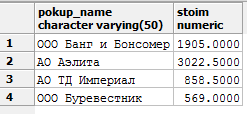 pokup_name stoim
character varying(50) numeric
1 ООО Банг и Бонсомер 1905.0000
2 АО Аэлита 3022.5000
3 АО ТД Империал 858.5000
4 ООО Буревестник 569.0000